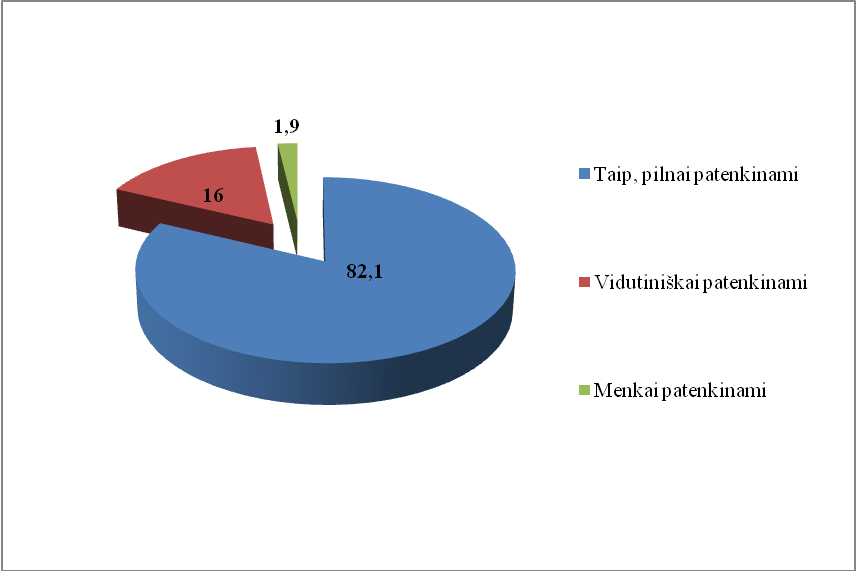 1,9
16
82,1
Taip, pilnai patenkinami
Vidutiniškai patenkinami
Menkai patenkinami